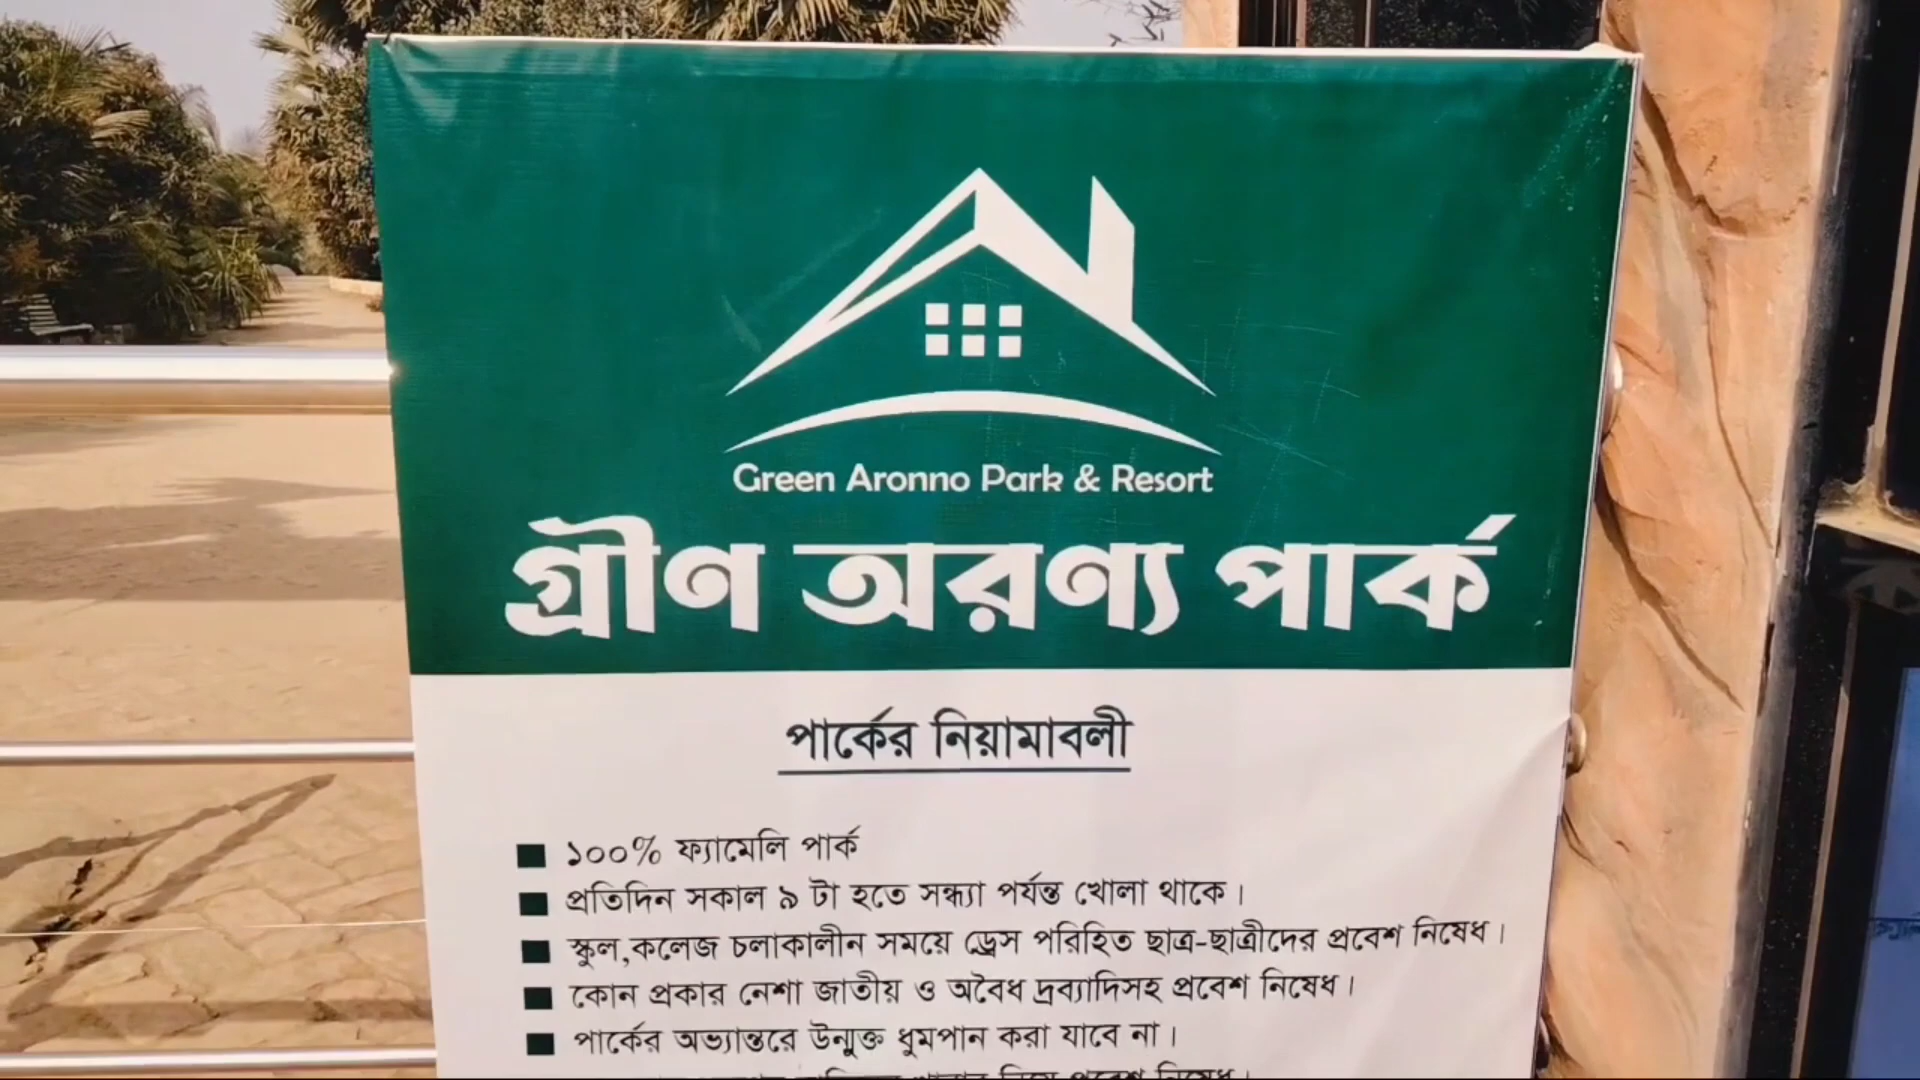 Green Aronno Park & Resort
গ্রীণ অরণ্য পার্ক
পার্কের নিয়ামাবলী
১০০% ফ্যামেলি পার্ক
প্রতিদিন সকাল ৯ টা হতে সন্ধ্যা পর্যন্ত খোলা থাকে।
স্কুল,কলেজ চলাকালীন সময়ে ড্রেস পরিহিত ছাত্র-ছাত্রীদের প্রবেশ নিষেধ।
কোন প্রকার নেশা জাতীয় ও অবৈধ দ্রব্যাদিসহ প্রবেশ নিষেধ।
পার্কের অভ্যান্তরে উন্মুক্ত ধুমপান করা যাবে না।
প্রবেশ নিষেধ।